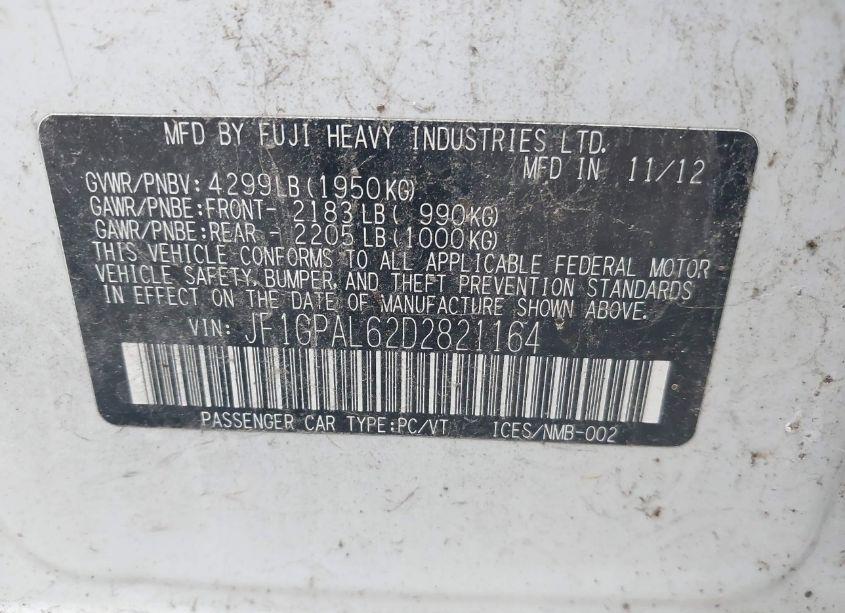 MFD BY FUJI HEAVY INDUSTRIES LTD.
MFD IN 11/12
GVWR/PNBV: 4299LB(1950KG)
GAWR/PNBE:FRONT- 2183LB( 990KG)
GAWR/PNBE:REAR - 2205LB(1000KG)
THIS VEHICLE CONFORMS TO ALL APPLICABLE FEDERAL MOTOR
VEHICLE SAFETY, BUMPER, AND THEFT PREVENTION STANDARDS
IN EFFECT ON THE DATE OF MANUFACTURE SHOWN ABOVE.
VIN: JF1GPAL62D2821164
PASSENGER CAR TYPE:PC/VT ICES/NMB-002